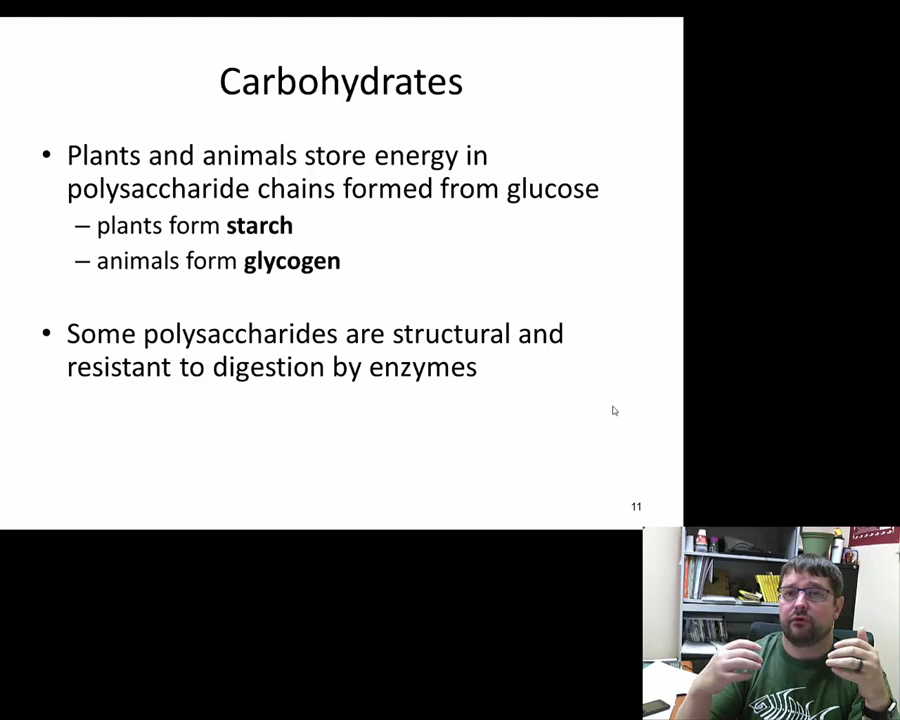 Carbohydrates
• Plants and animals store energy in
polysaccharide chains formed from glucose
– plants form starch
– animals form glycogen
• Some polysaccharides are structural and
resistant to digestion by enzymes
11